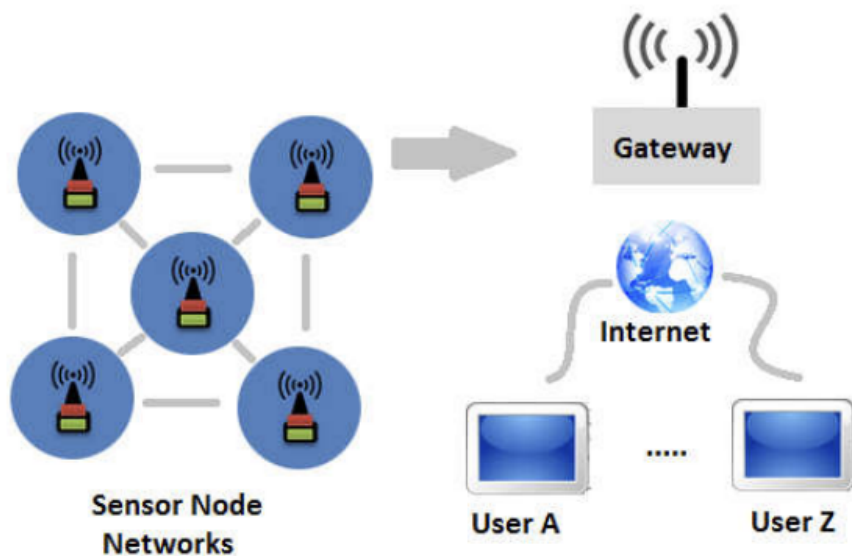 Gateway
Internet
.....
User A
User Z
Sensor Node
Networks